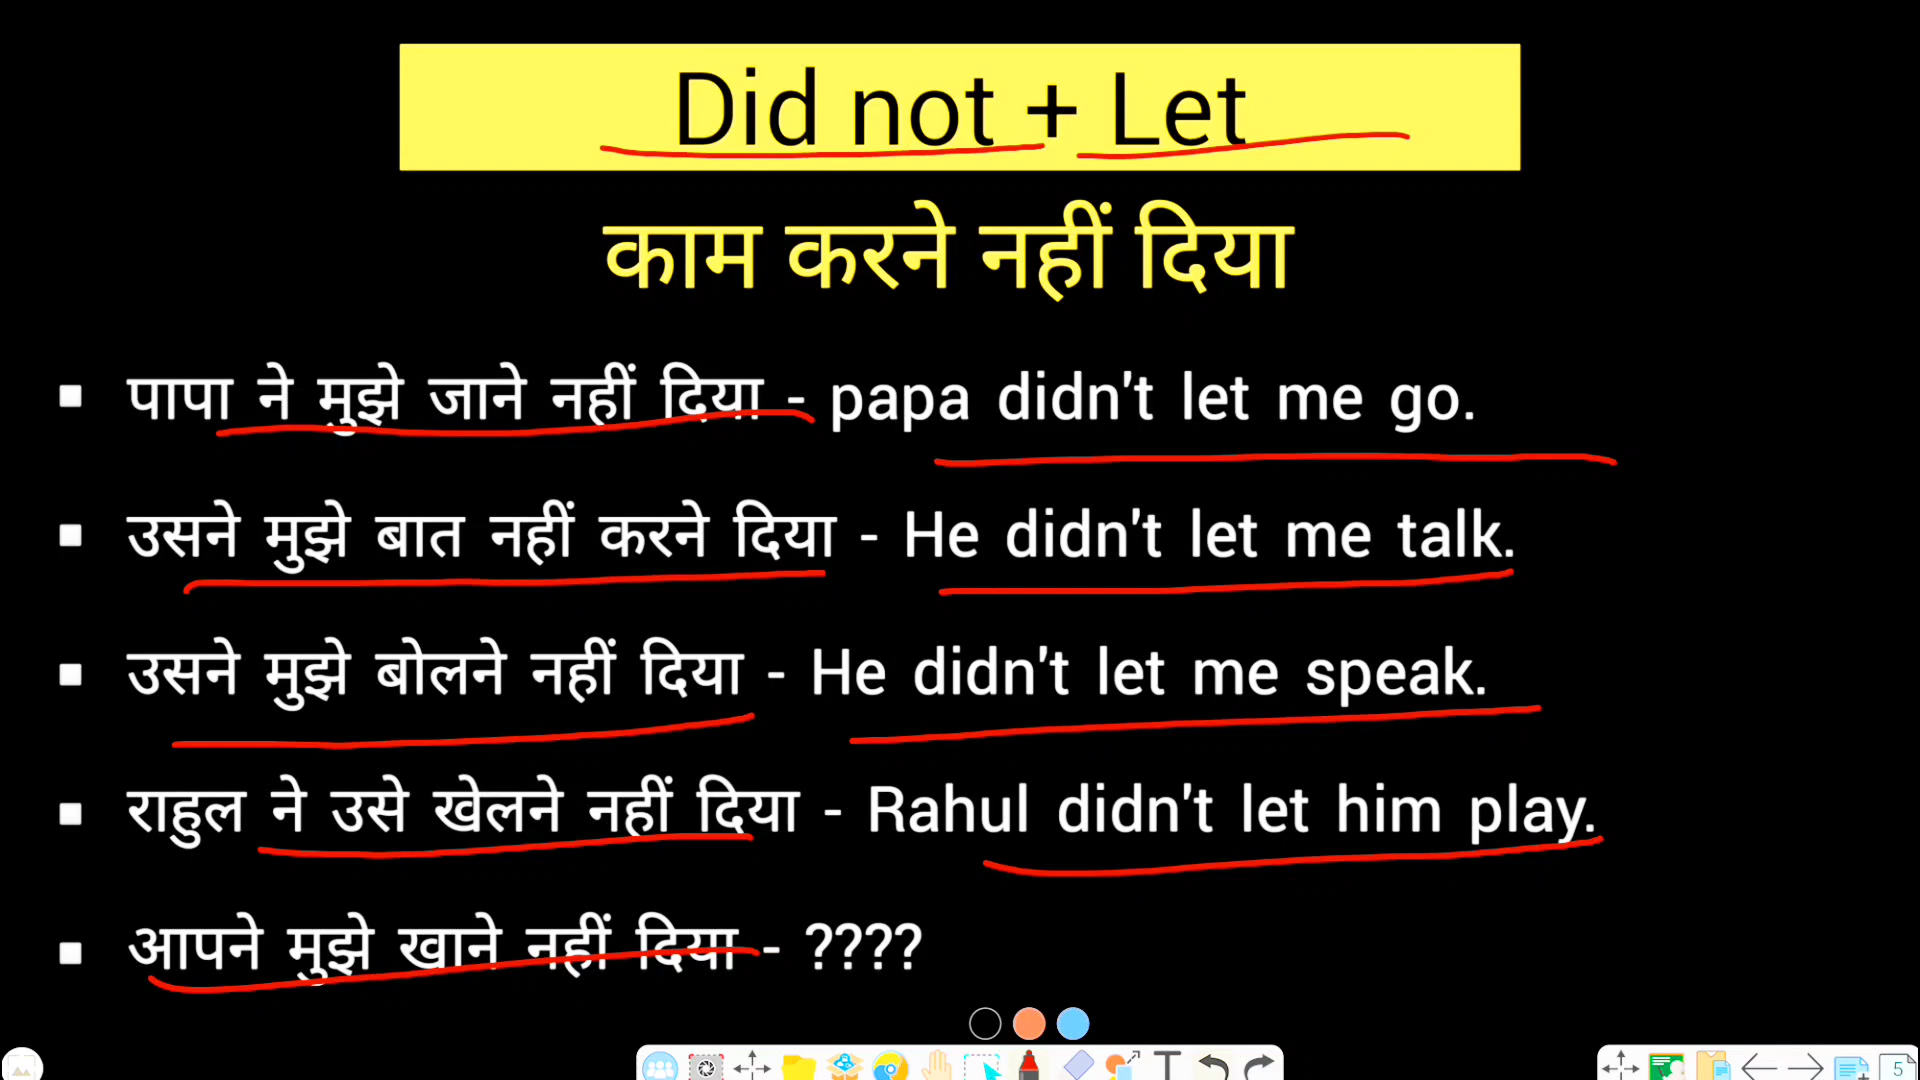 Did not + Let
काम करने नहीं दिया
▪ पापा ने मुझे जाने नहीं दिया - papa didn't let me go.
▪ उसने मुझे बात नहीं करने दिया - He didn't let me talk.
▪ उसने मुझे बोलने नहीं दिया - He didn't let me speak.
▪ राहुल ने उसे खेलने नहीं दिया - Rahul didn't let him play.
▪ आपने मुझे खाने नहीं दिया - ????
T
5